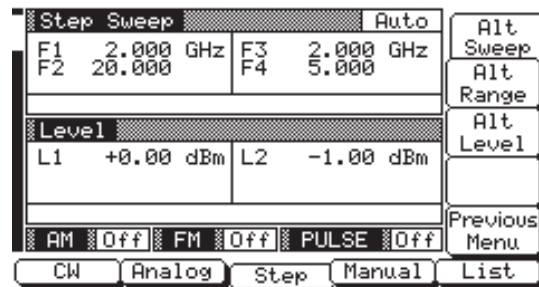 Step Sweep Auto
F1 2.000 GHz F3 2.000 GHz
F2 20.000 F4 5.000
Level
L1 +0.00 dBm L2 -1.00 dBm
AM Off FM Off PULSE Off
Alt
Sweep
Alt
Range
Alt
Level
Previous
Menu
CW Analog Step Manual List